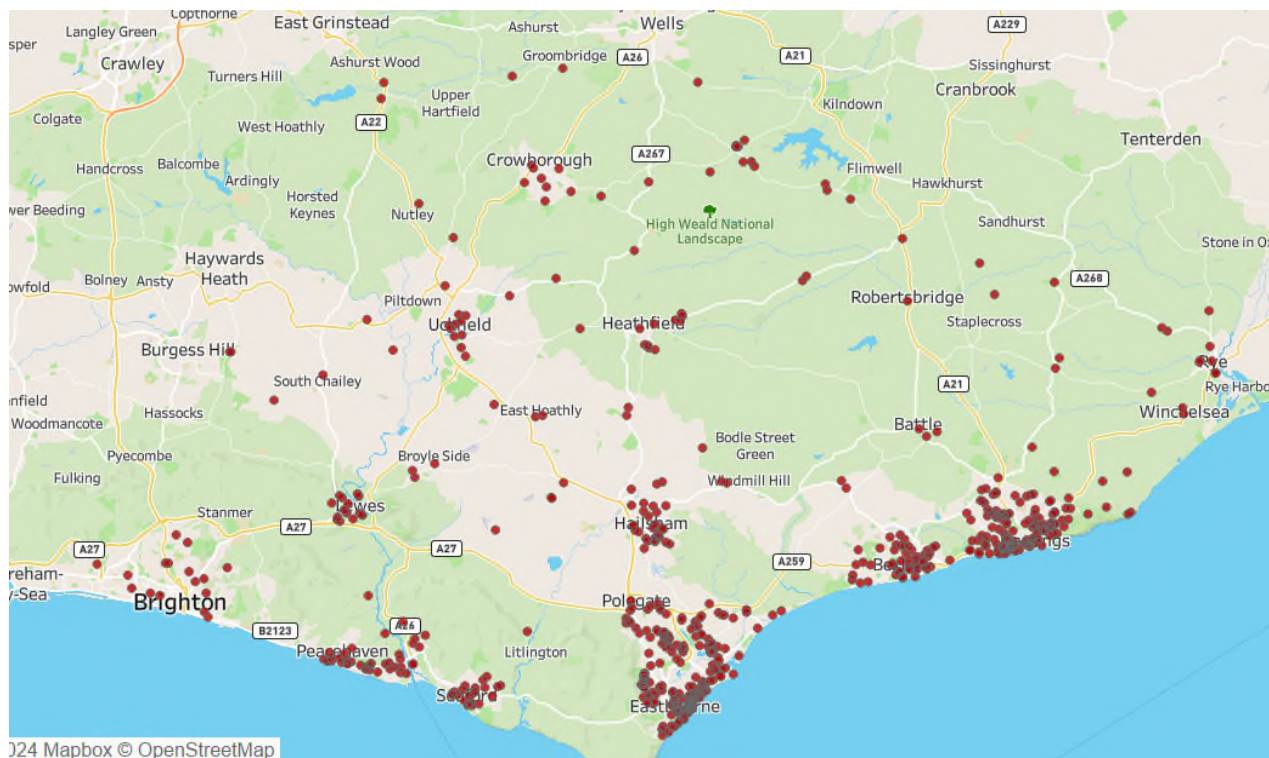 Copthorne
East Grinstead
Ashurst
Wells
A229
Langley Green
Crawley
Ashurst Wood
Groombridge
A26
A21
Sissinghurst
Turners Hill
Upper
Hartfield
Kilndown
Cranbrook
Colgate
West Hoathly
A22
Tenterden
Handcross
Balcombe
Ardingly
Crowborough
A267
Flimwell
Hawkhurst
Horsted
Keynes
Nutley
High Weald National
Landscape
Sandhurst
Haywards
Heath
Bolney
Ansty
Piltdown
Robertsbridge
A268
Burgess Hill
Heathfield
Staplecross
South Chailey
A21
Rye
Hassocks
East Hoathly
Winchelsea
Woodmancote
Battle
Pyecombe
Bodle Street
Green
Fulking
Broyle Side
Windmill Hill
Stanmer
Lewes
A27
Hailsham
A27
A27
A259
Brighton
Polegate
B2123
A26
Peacehaven
Litlington
Seaford
Eastbourne
Mapbox © OpenStreetMap